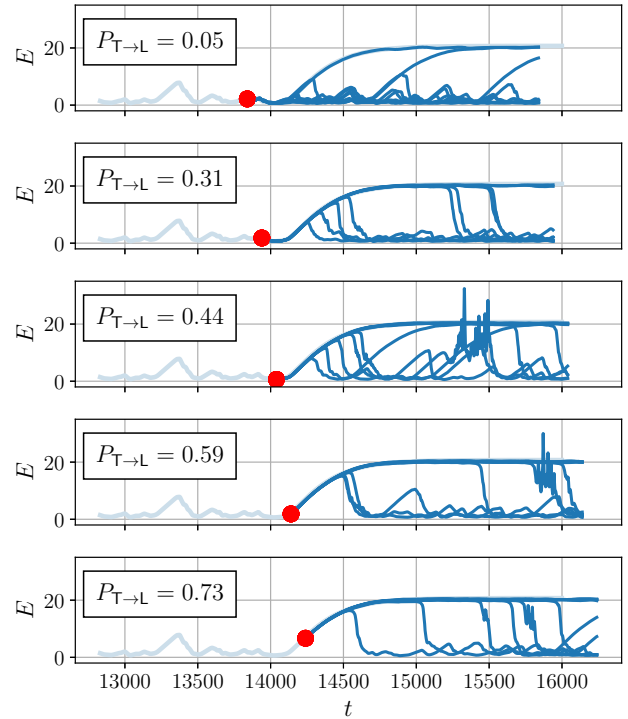 20
0
E
P_{T→L} = 0.05
20
0
E
P_{T→L} = 0.31
20
0
E
P_{T→L} = 0.44
20
0
E
P_{T→L} = 0.59
20
0
E
P_{T→L} = 0.73
13000 13500 14000 14500 15000 15500 16000
t